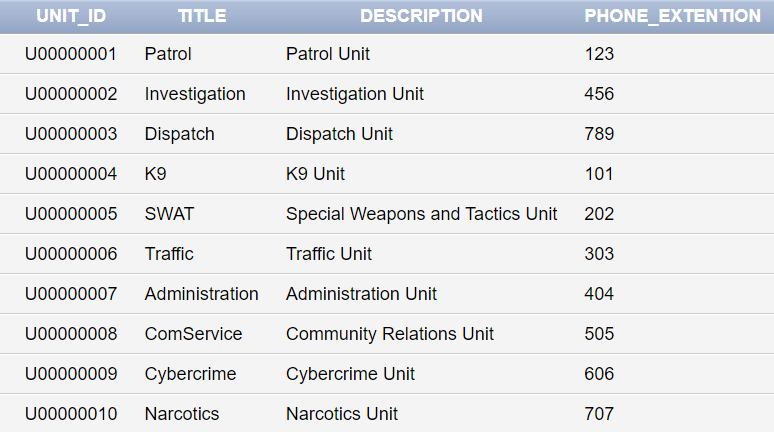 UNIT_ID TITLE DESCRIPTION PHONE_EXTENTION
U00000001 Patrol Patrol Unit 123
U00000002 Investigation Investigation Unit 456
U00000003 Dispatch Dispatch Unit 789
U00000004 K9 K9 Unit 101
U00000005 SWAT Special Weapons and Tactics Unit 202
U00000006 Traffic Traffic Unit 303
U00000007 Administration Administration Unit 404
U00000008 ComService Community Relations Unit 505
U00000009 Cybercrime Cybercrime Unit 606
U00000010 Narcotics Narcotics Unit 707